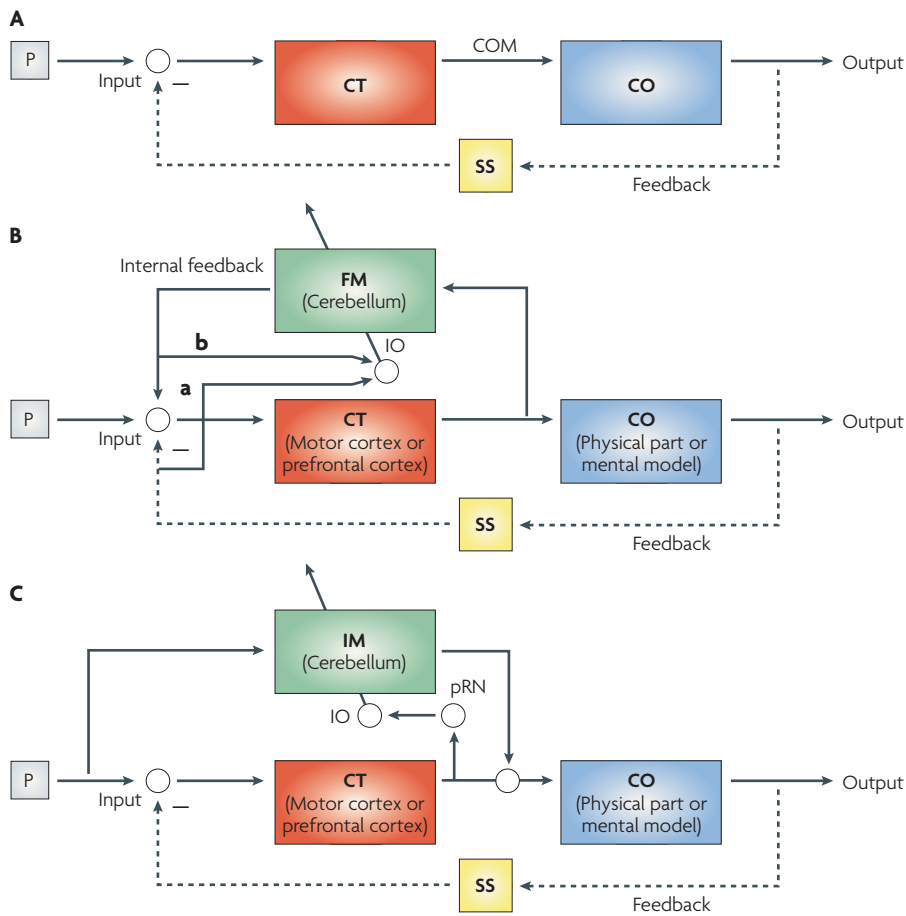 A
P
Input
–
CT
COM
CO
Output
SS
Feedback
B
Internal feedback
FM
(Cerebellum)
IO
b
a
P
Input
–
CT
(Motor cortex or
prefrontal cortex)
CO
(Physical part or
mental model)
Output
SS
Feedback
C
IM
(Cerebellum)
pRN
IO
P
Input
–
CT
(Motor cortex or
prefrontal cortex)
CO
(Physical part or
mental model)
Output
SS
Feedback